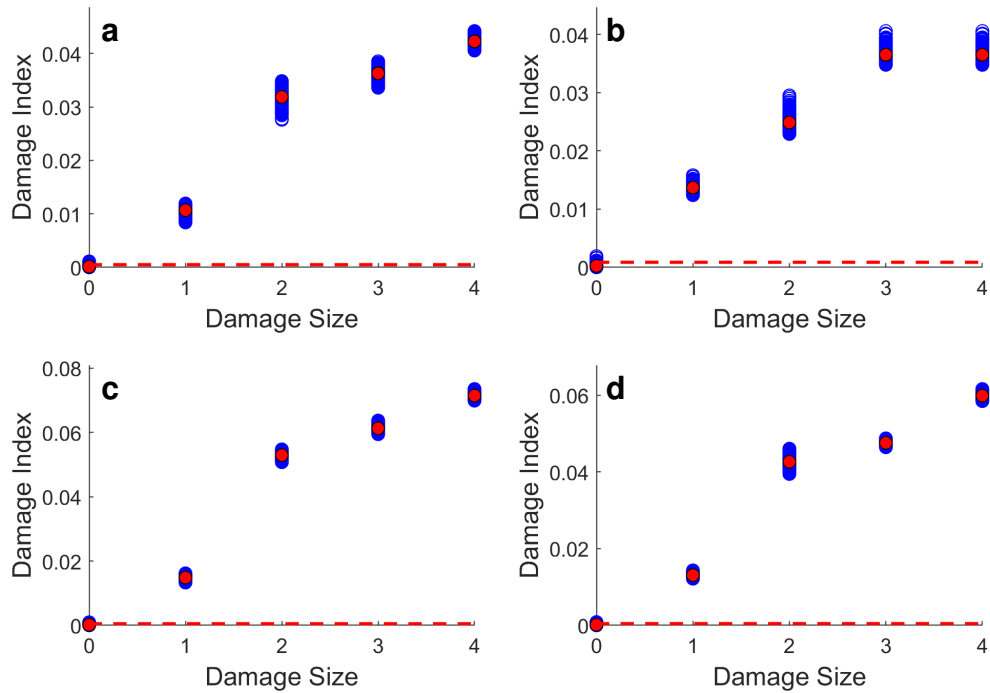 a
Damage Index
0.04
0.03
0.02
0.01
0
0 1 2 3 4
Damage Size
b
Damage Index
0.04
0.03
0.02
0.01
0
0 1 2 3 4
Damage Size
c
Damage Index
0.08
0.06
0.04
0.02
0
0 1 2 3 4
Damage Size
d
Damage Index
0.06
0.04
0.02
0
0 1 2 3 4
Damage Size